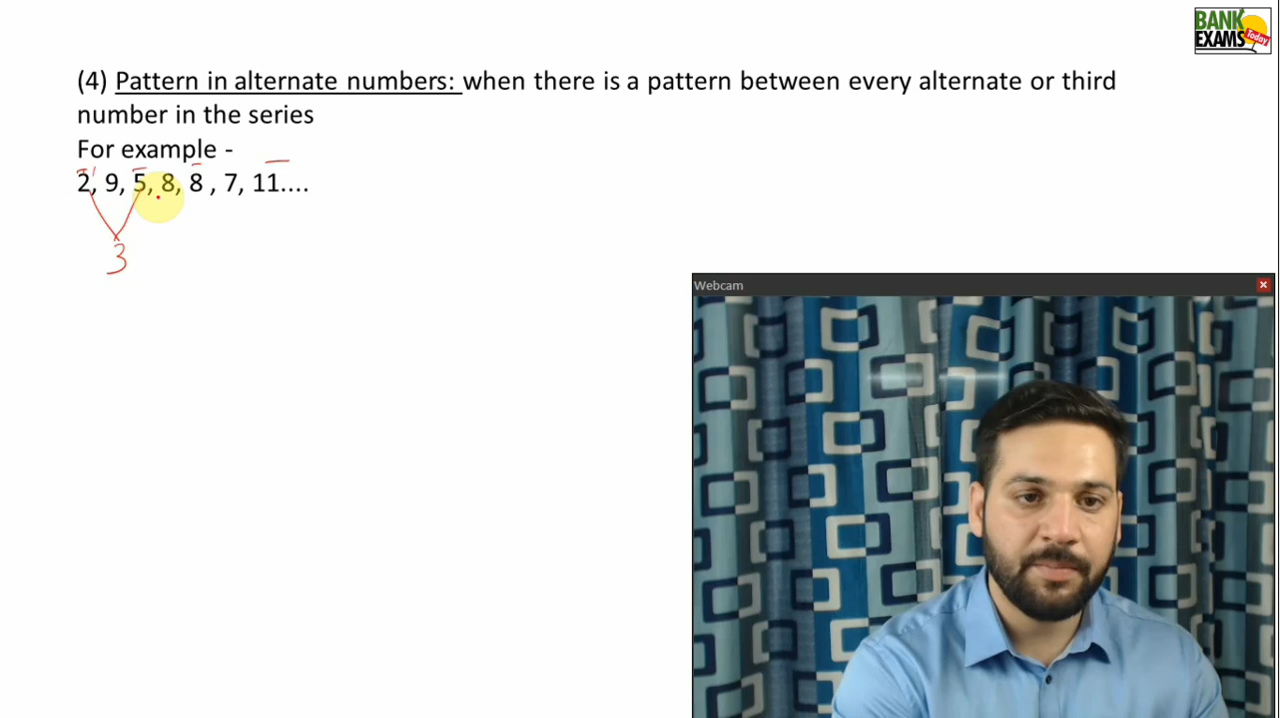 BANK
EXAMS Today
(4) Pattern in alternate numbers: when there is a pattern between every alternate or third
number in the series
For example -
2, 9, 5, 8, 8 , 7, 11....
3
Webcam